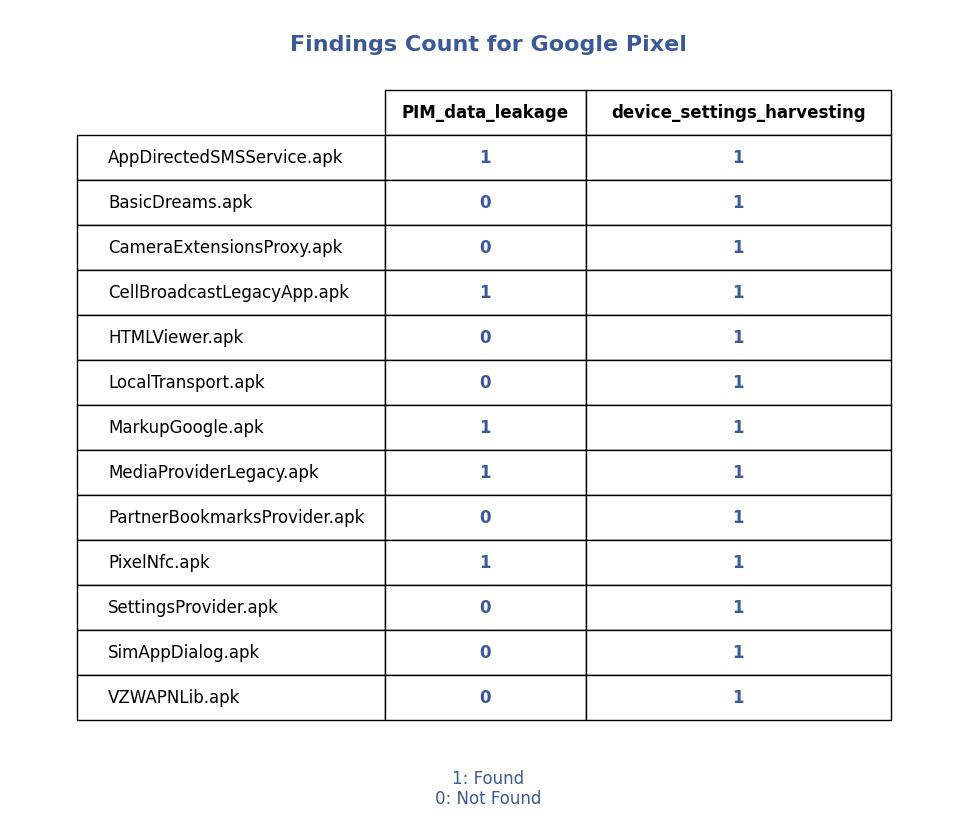 Findings Count for Google Pixel
PIM_data_leakage device_settings_harvesting
AppDirectedSMSService.apk 1 1
BasicDreams.apk 0 1
CameraExtensionsProxy.apk 0 1
CellBroadcastLegacyApp.apk 1 1
HTMLViewer.apk 0 1
LocalTransport.apk 0 1
MarkupGoogle.apk 1 1
MediaProviderLegacy.apk 1 1
PartnerBookmarksProvider.apk 0 1
PixelNfc.apk 1 1
SettingsProvider.apk 0 1
SimAppDialog.apk 0 1
VZWAPNLib.apk 0 1
1: Found
0: Not Found